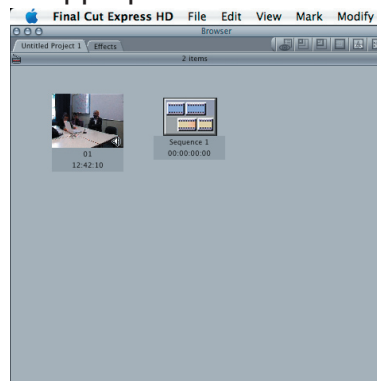 Final Cut Express HD File Edit View Mark Modify
Browser
Untitled Project 1 Effects
2 items
01
12:42:10
Sequence 1
00:00:00:00